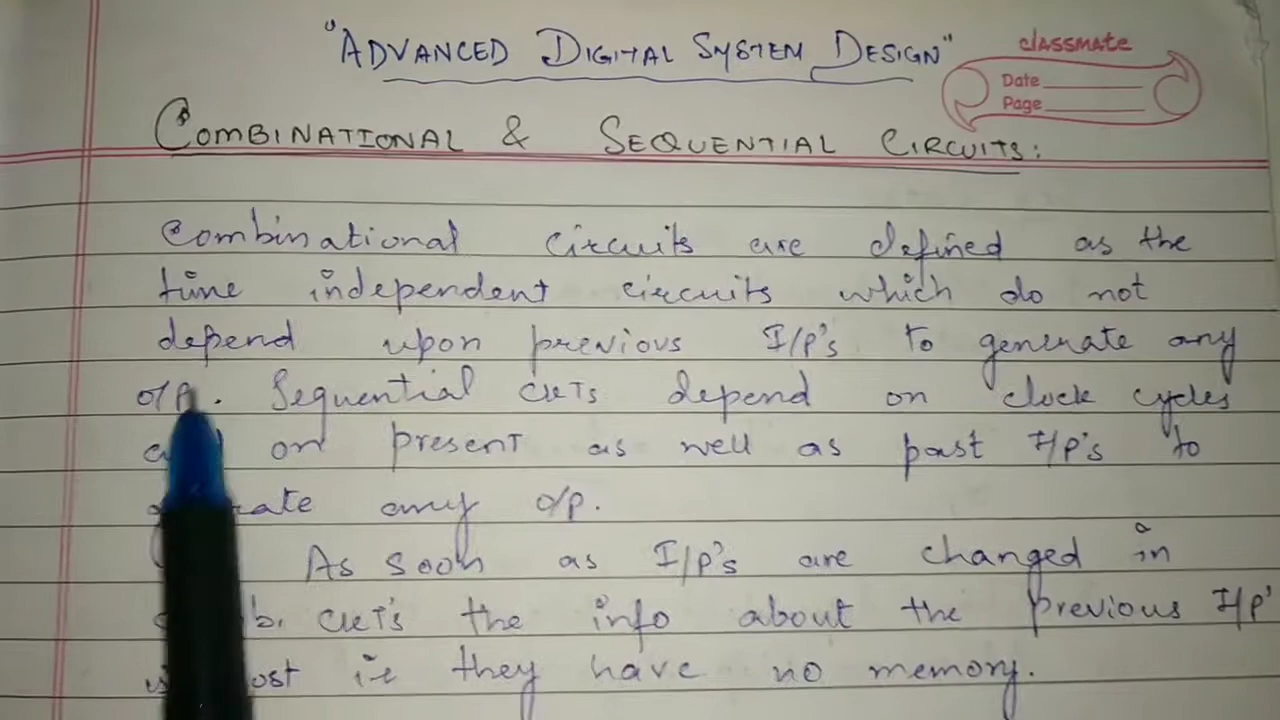 "ADVANCED DIGITAL SYSTEM DESIGN"
classmate
Date
Page
COMBINATIONAL & SEQUENTIAL CIRCUITS:
Combinational circuits are defined as the
time independent circuits which do not
depend upon previous I/P's to generate any
O/P. Sequential CKTs depend on clock cycles
on present as well as past I/P's to
any O/P.
As soon as I/P's are changed in
CKT's the info about the previous I/P'
ie they have no memory.